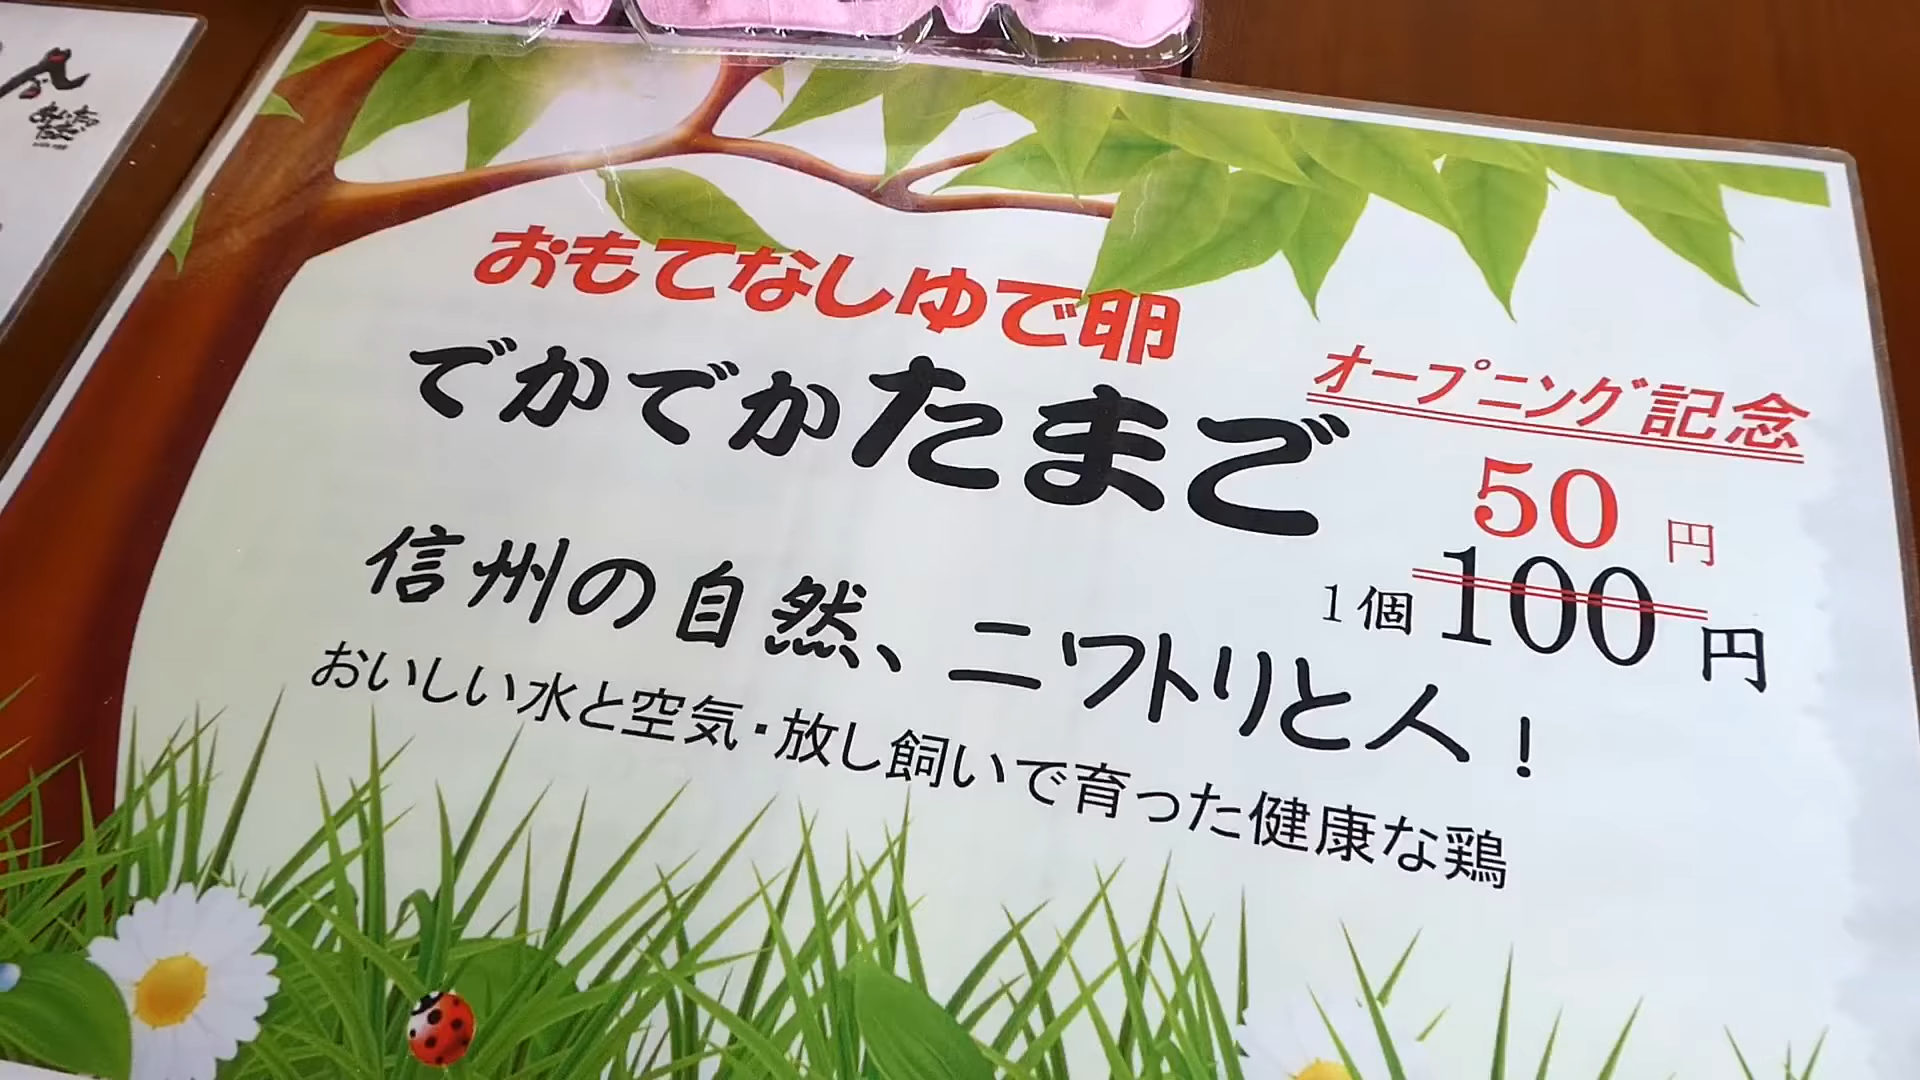 おもてなしゆで卵
でかでかたまご
オープニング記念
50円
1個100円
信州の自然、ニワトリと人!
おいしい水と空気・放し飼いで育った健康な鶏